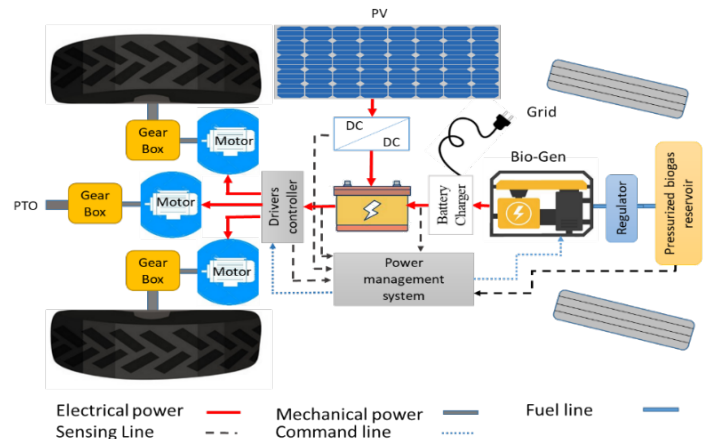 PV
Gear
Box
Motor
DC
DC
Grid
Bio-Gen
PTO
Gear
Box
Motor
Drivers
controller
Battery
Charger
Regulator
Pressurized biogas
reservoir
Gear
Box
Motor
Power
management
system
Electrical power
Mechanical power
Fuel line
Sensing Line
Command line